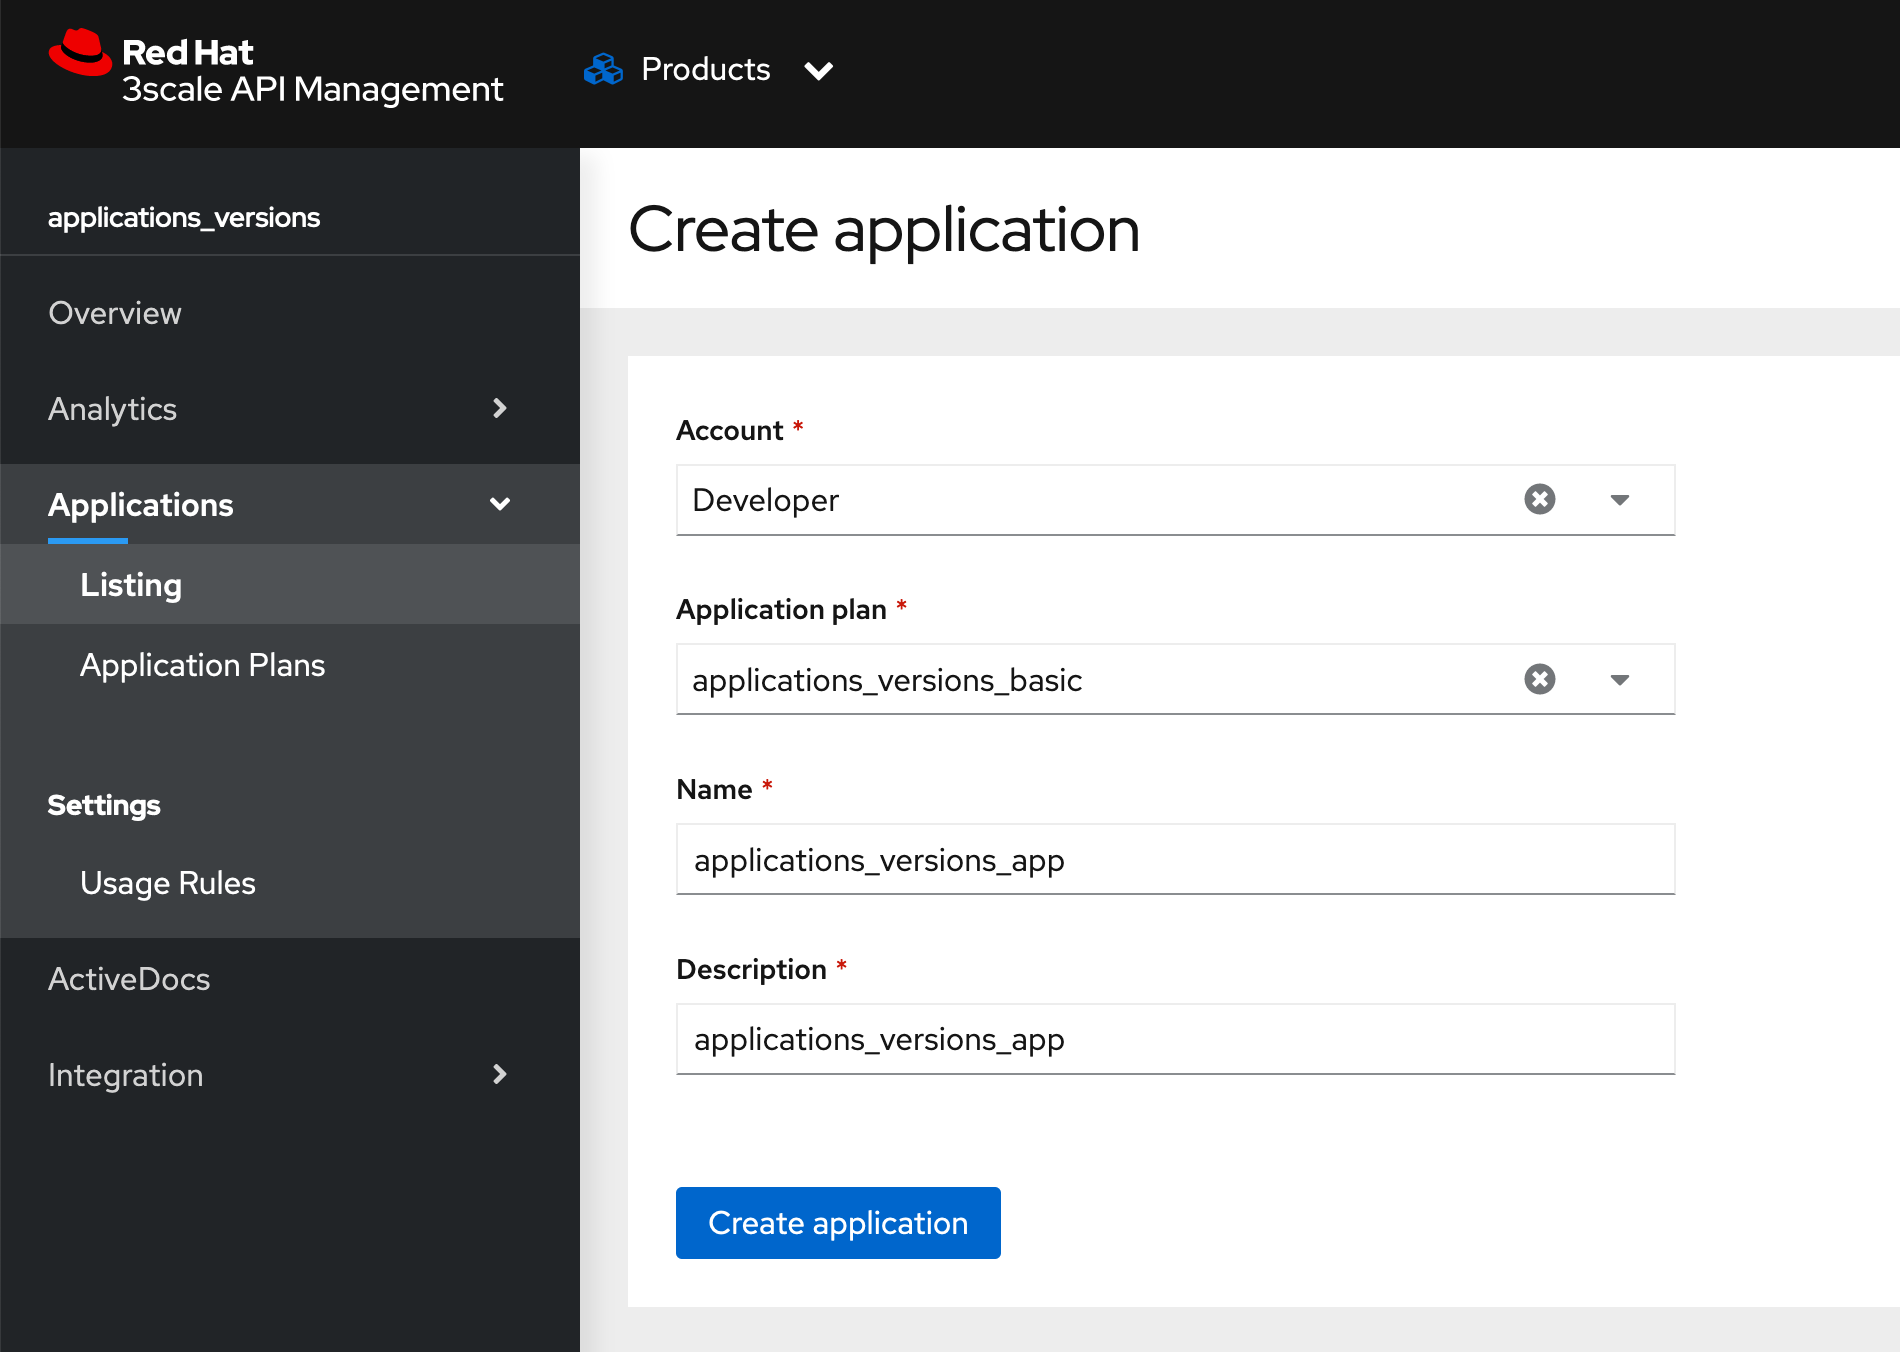 Red Hat
3scale API Management
Products
applications_versions
Overview
Analytics
Applications
Listing
Application Plans
Settings
Usage Rules
ActiveDocs
Integration
Create application
Account *
Developer
Application plan *
applications_versions_basic
Name *
applications_versions_app
Description *
applications_versions_app
Create application